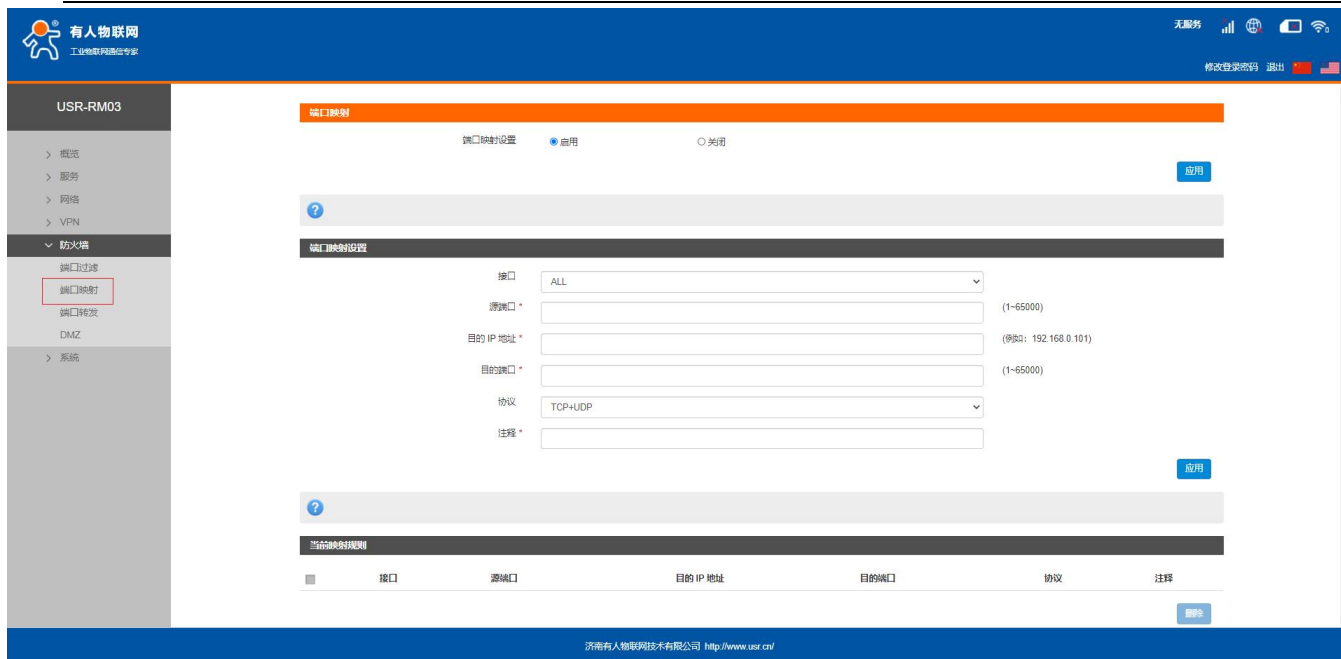 有人物联网
工业物联网通信专家
无服务
修改登录密码 退出
USR-RM03
> 概览
> 服务
> 网络
> VPN
防火墙
端口过滤
端口映射
端口转发
DMZ
> 系统
端口映射
端口映射设置 启用 关闭
应用
?
端口映射设置
接口 ALL
源端口 * (1~65000)
目的 IP 地址 * (例如：192.168.0.101)
目的端口 * (1~65000)
协议 TCP+UDP
注释 *
应用
?
当前映射规则
接口 源端口 目的 IP 地址 目的端口 协议 注释
删除
济南有人物联网技术有限公司 http://www.usr.cn/